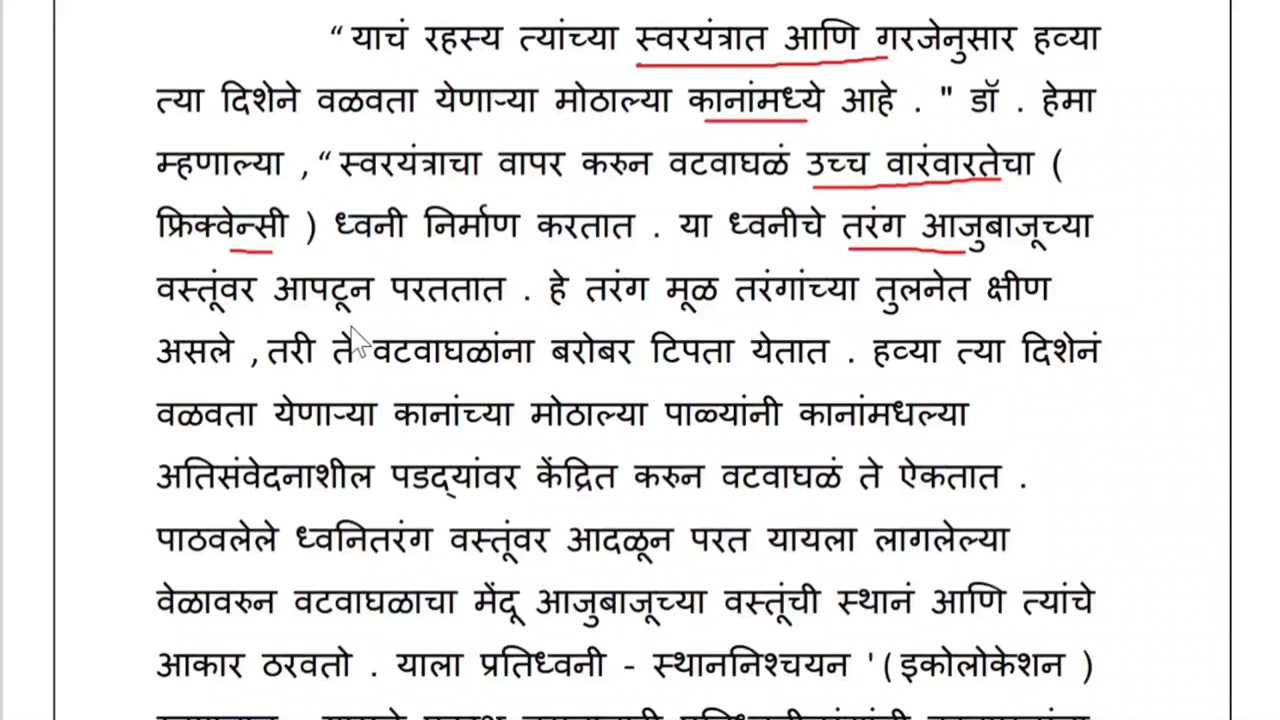 “ याचं रहस्य त्यांच्या स्वरयंत्रात आणि गरजेनुसार हव्या
त्या दिशेने वळवता येणाऱ्या मोठाल्या कानांमध्ये आहे . " डॉ . हेमा
म्हणाल्या ,“ स्वरयंत्राचा वापर करुन वटवाघळं उच्च वारंवारतेचा (
फ्रिक्वेन्सी ) ध्वनी निर्माण करतात . या ध्वनीचे तरंग आजुबाजूच्या
वस्तूंवर आपटून परततात . हे तरंग मूळ तरंगांच्या तुलनेत क्षीण
असले ,तरी ते वटवाघळांना बरोबर टिपता येतात . हव्या त्या दिशेनं
वळवता येणाऱ्या कानांच्या मोठाल्या पाळ्यांनी कानांमधल्या
अतिसंवेदनाशील पडद्‌यांवर केंद्रित करुन वटवाघळं ते ऐकतात .
पाठवलेले ध्वनितरंग वस्तूंवर आदळून परत यायला लागलेल्या
वेळावरुन वटवाघळाचा मेंदू आजुबाजूच्या वस्तूंची स्थानं आणि त्यांचे
आकार ठरवतो . याला प्रतिध्वनी - स्थाननिश्चयन '( इकोलोकेशन )